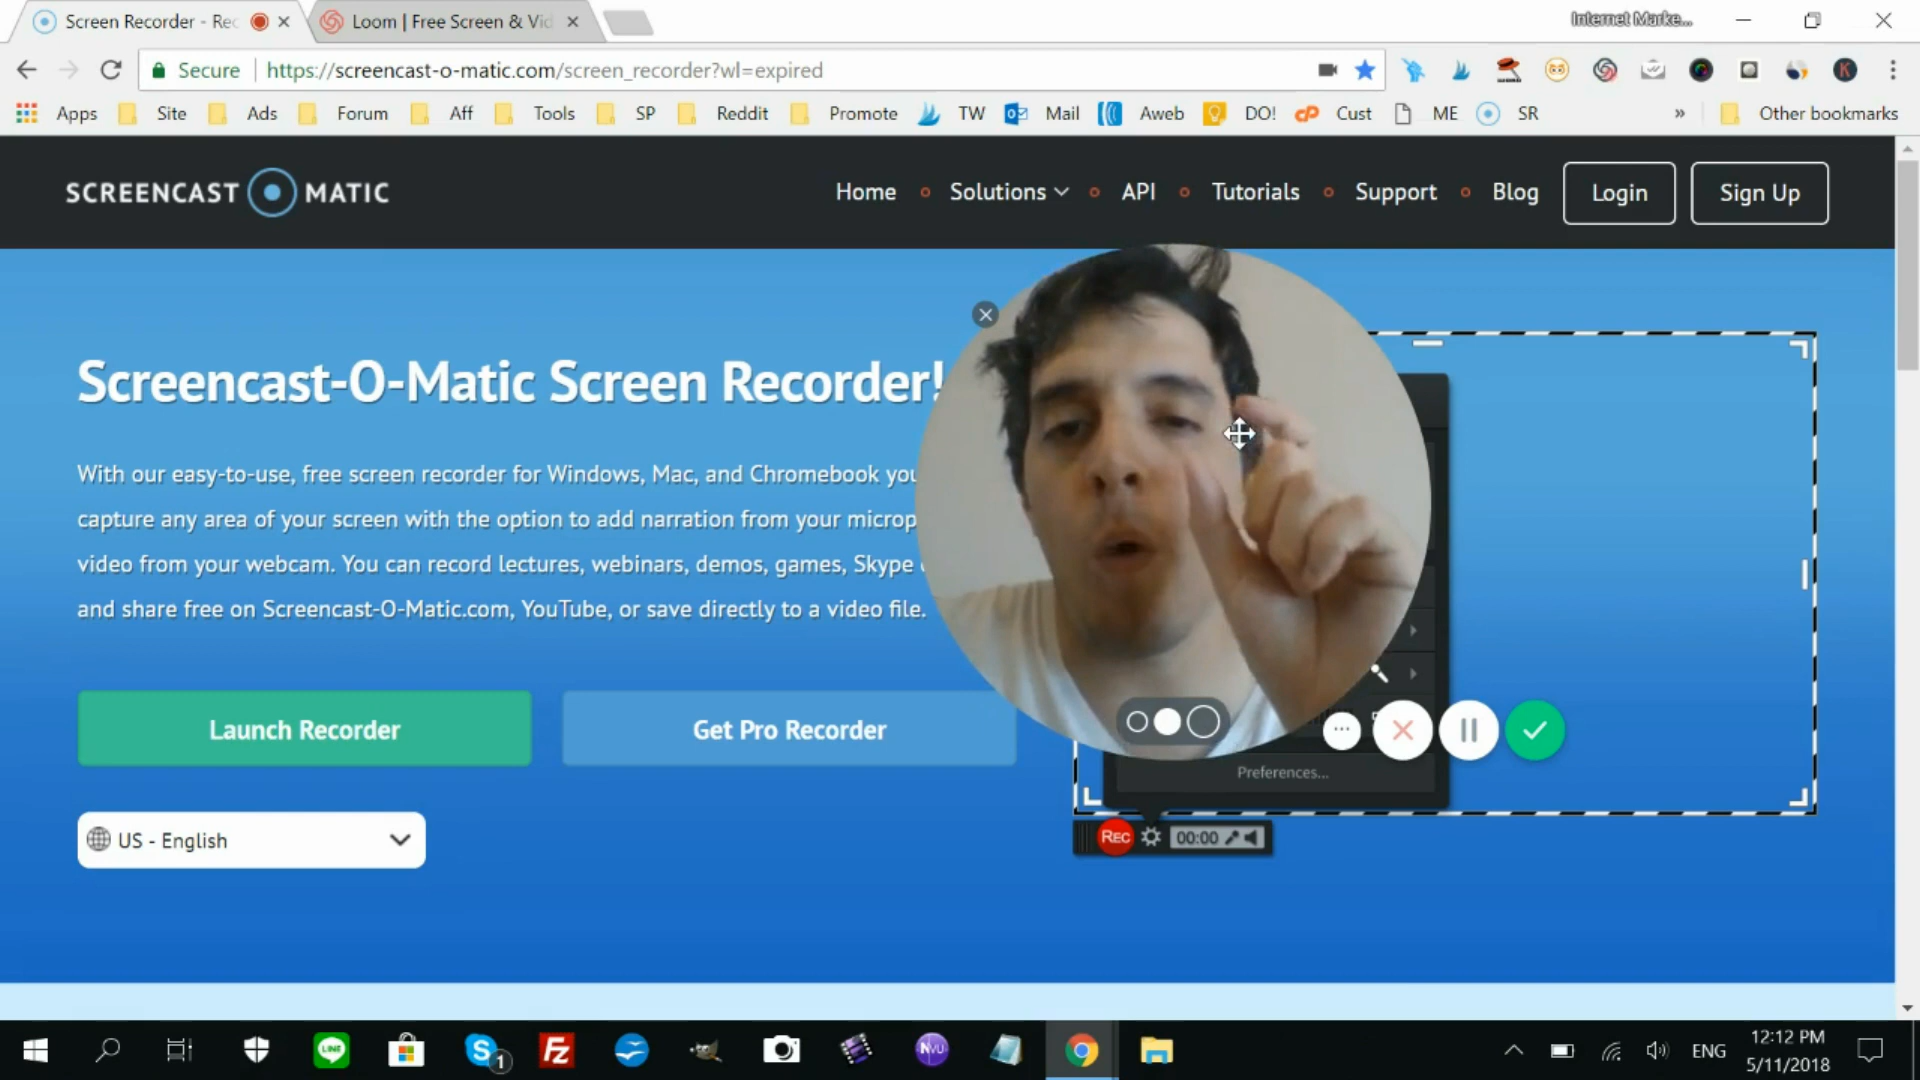 Screen Recorder - Rec
Loom | Free Screen & Vid
Internet Marke...
Secure
https://screencast-o-matic.com/screen_recorder?wl=expired
Apps
Site
Ads
Forum
Aff
Tools
SP
Reddit
Promote
TW
Mail
Aweb
DO!
Cust
ME
SR
»
Other bookmarks
SCREENCAST MATIC
Home
Solutions
API
Tutorials
Support
Blog
Login
Sign Up
Screencast-O-Matic Screen Recorder!
With our easy-to-use, free screen recorder for Windows, Mac, and Chromebook you
capture any area of your screen with the option to add narration from your microp
video from your webcam. You can record lectures, webinars, demos, games, Skype
and share free on Screencast-O-Matic.com, YouTube, or save directly to a video file.
Launch Recorder
Get Pro Recorder
Preferences...
US - English
REC
00:00
1
NVU
LINE
Fz
ENG
12:12 PM
5/11/2018